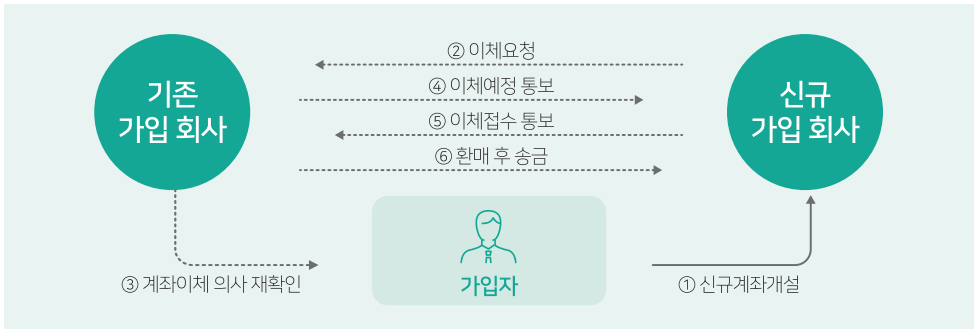 ② 이체요청
④ 이체예정 통보
⑤ 이체접수 통보
⑥ 환매 후 송금
기존
가입 회사
신규
가입 회사
가입자
③ 계좌이체 의사 재확인
① 신규계좌개설